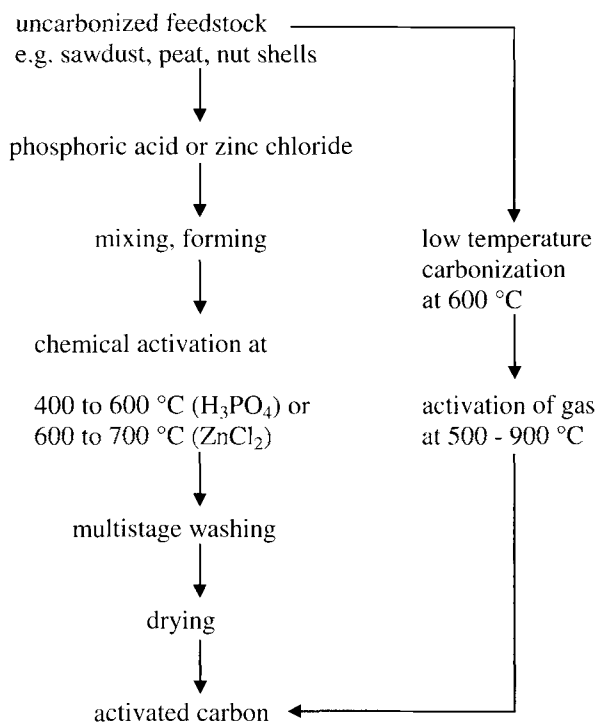 uncarbonized feedstock
e.g. sawdust, peat, nut shells
phosphoric acid or zinc chloride
mixing, forming
chemical activation at
400 to 600 °C (H₃PO₄) or
600 to 700 °C (ZnCl₂)
multistage washing
drying
activated carbon
low temperature
carbonization
at 600 °C
activation of gas
at 500 - 900 °C